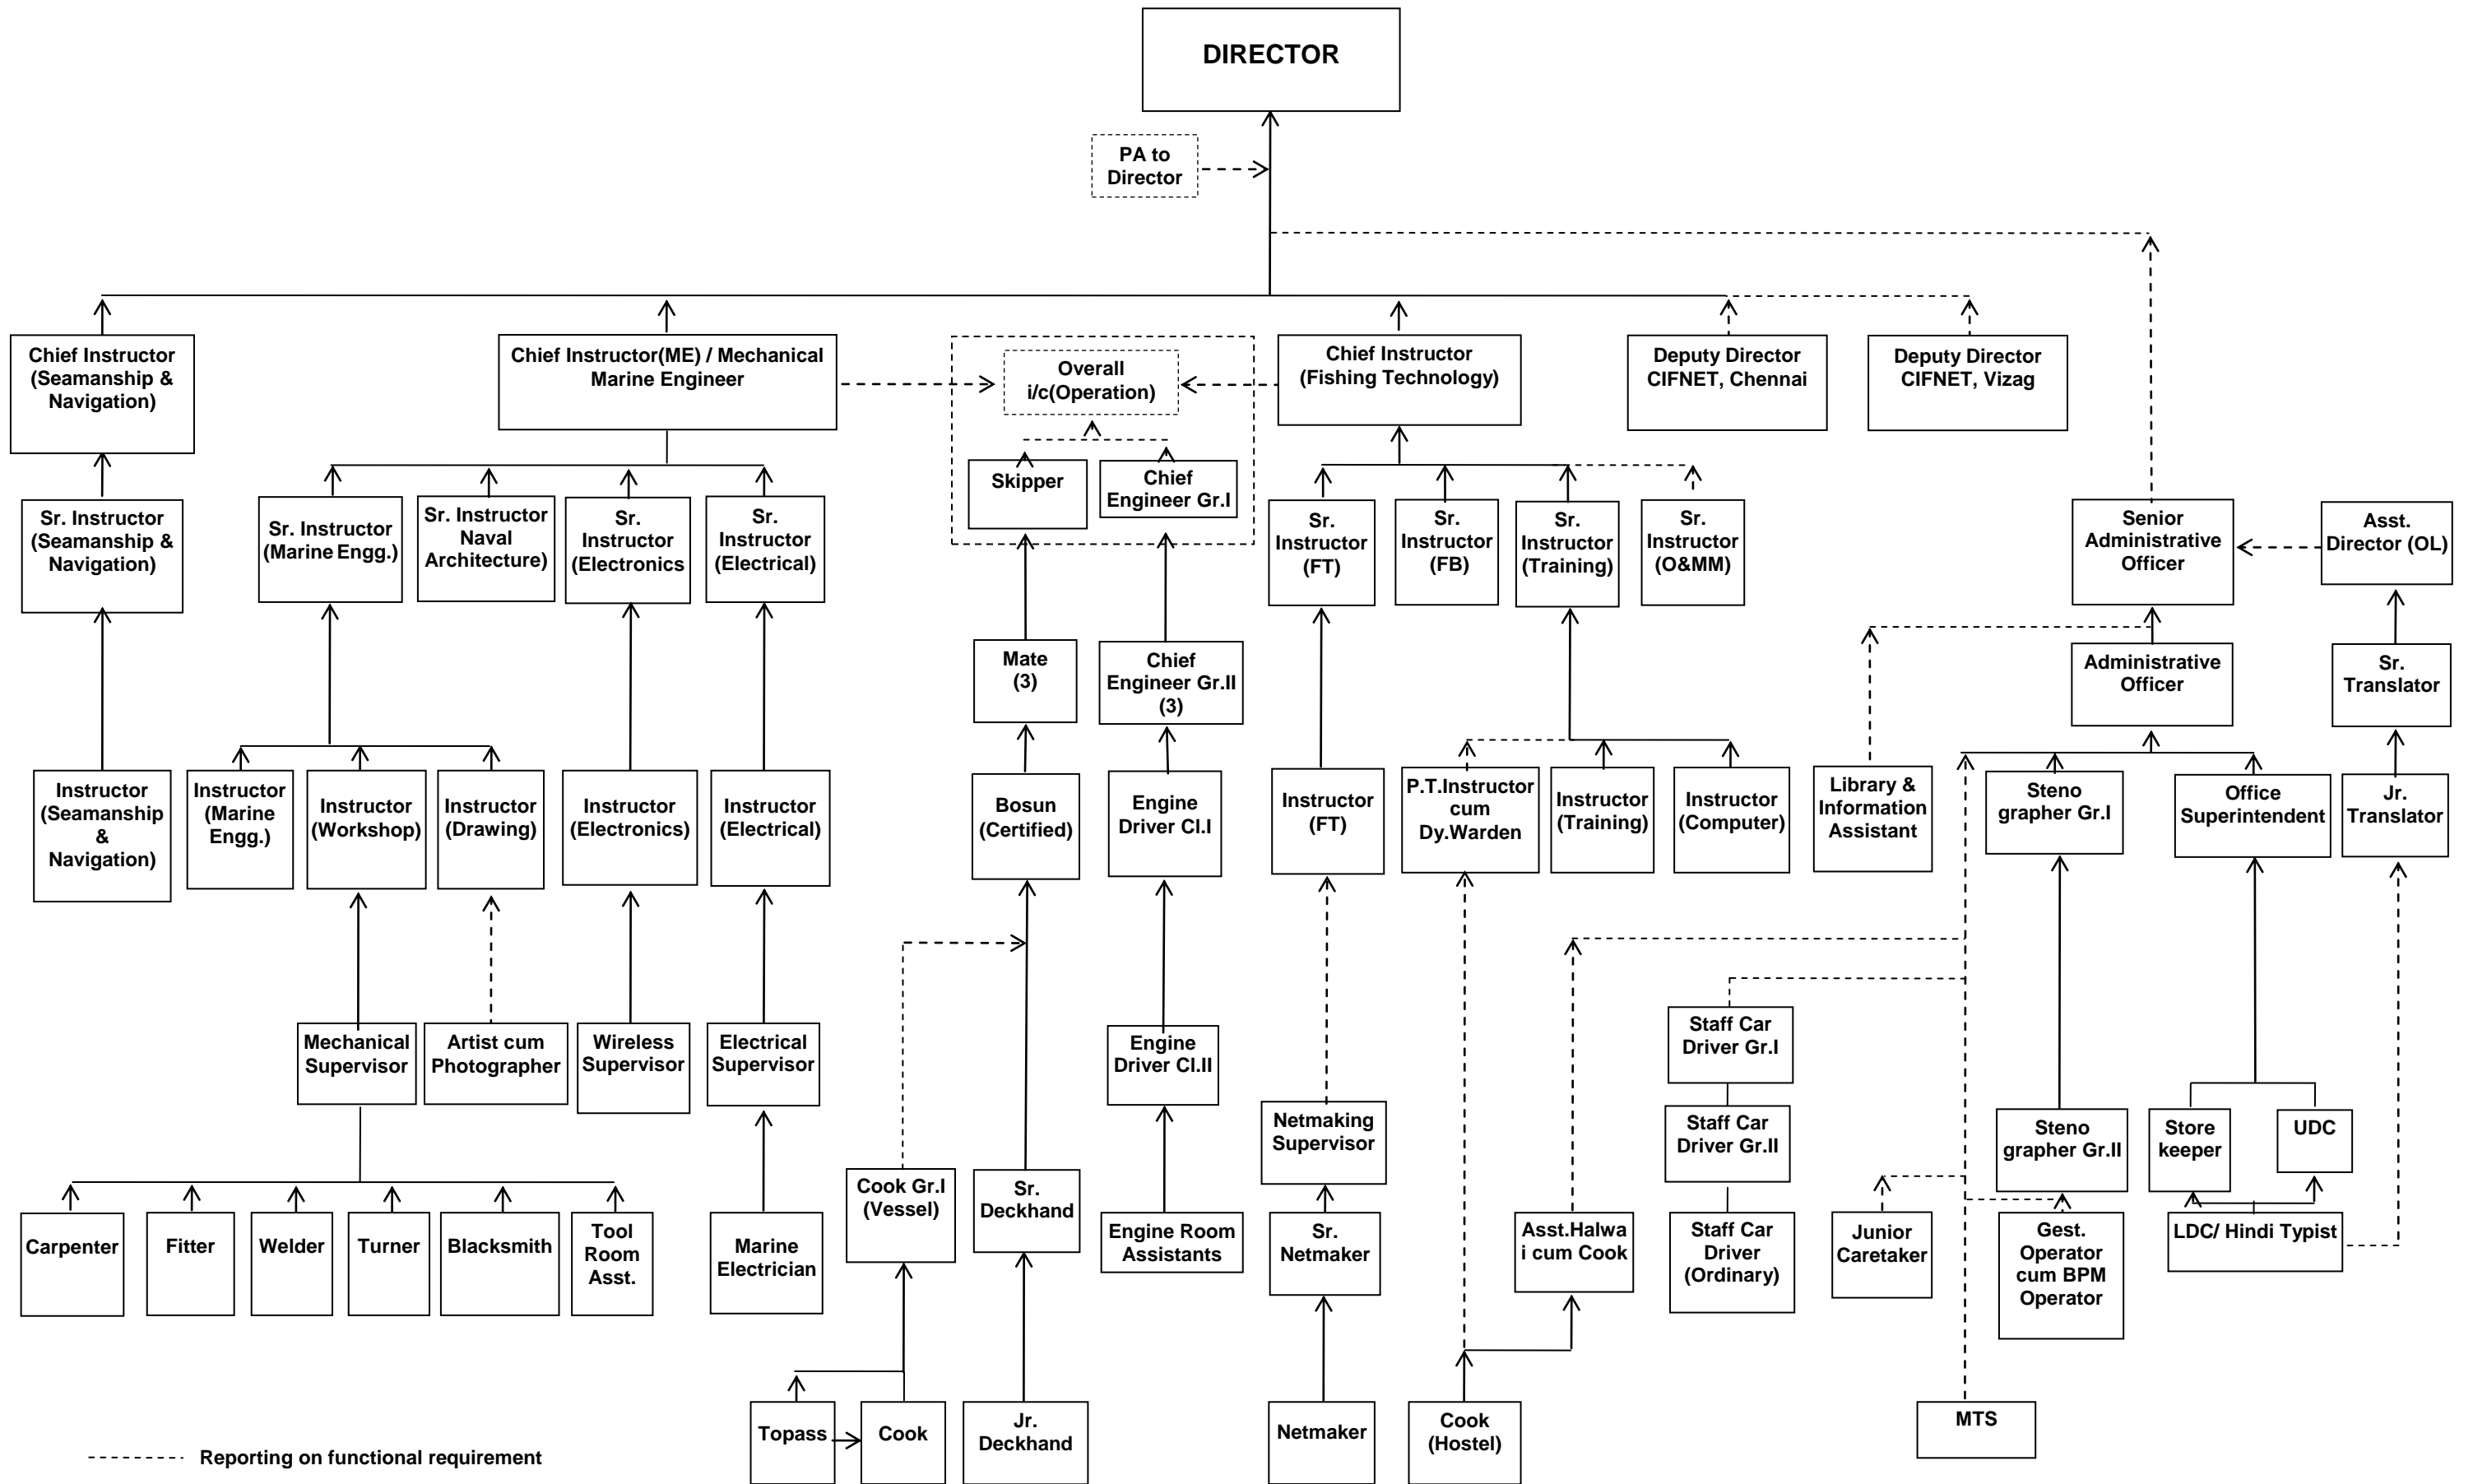 DIRECTOR
PA to
Director
Chief Instructor
(Seamanship &
Navigation)
Chief Instructor(ME) / Mechanical
Marine Engineer
Overall
i/c(Operation)
Chief Instructor
(Fishing Technology)
Deputy Director
CIFNET, Chennai
Deputy Director
CIFNET, Vizag
Skipper
Chief
Engineer Gr.I
Sr. Instructor
(Seamanship &
Navigation)
Sr. Instructor
(Marine Engg.)
Sr. Instructor
Naval
Architecture)
Sr.
Instructor
(Electronics
Sr.
Instructor
(Electrical)
Sr.
Instructor
(FT)
Sr.
Instructor
(FB)
Sr.
Instructor
(Training)
Sr.
Instructor
(O&MM)
Senior
Administrative
Officer
Asst.
Director (OL)
Mate
(3)
Chief
Engineer Gr.II
(3)
Administrative
Officer
Sr.
Translator
Instructor
(Seamanship
&
Navigation)
Instructor
(Marine
Engg.)
Instructor
(Workshop)
Instructor
(Drawing)
Instructor
(Electronics)
Instructor
(Electrical)
Bosun
(Certified)
Engine
Driver Cl.I
Instructor
(FT)
P.T.Instructor
cum
Dy.Warden
Instructor
(Training)
Instructor
(Computer)
Library &
Information
Assistant
Steno
grapher Gr.I
Office
Superintendent
Jr.
Translator
Mechanical
Supervisor
Artist cum
Photographer
Wireless
Supervisor
Electrical
Supervisor
Engine
Driver Cl.II
Staff Car
Driver Gr.I
Netmaking
Supervisor
Staff Car
Driver Gr.II
Steno
grapher Gr.II
Store
keeper
UDC
Cook Gr.I
(Vessel)
Sr.
Deckhand
Carpenter
Fitter
Welder
Turner
Blacksmith
Tool
Room
Asst.
Marine
Electrician
Engine Room
Assistants
Sr.
Netmaker
Asst.Halwa
i cum Cook
Staff Car
Driver
(Ordinary)
Junior
Caretaker
Gest.
Operator
cum BPM
Operator
LDC/ Hindi Typist
Topass
Cook
Jr.
Deckhand
Netmaker
Cook
(Hostel)
MTS
Reporting on functional requirement